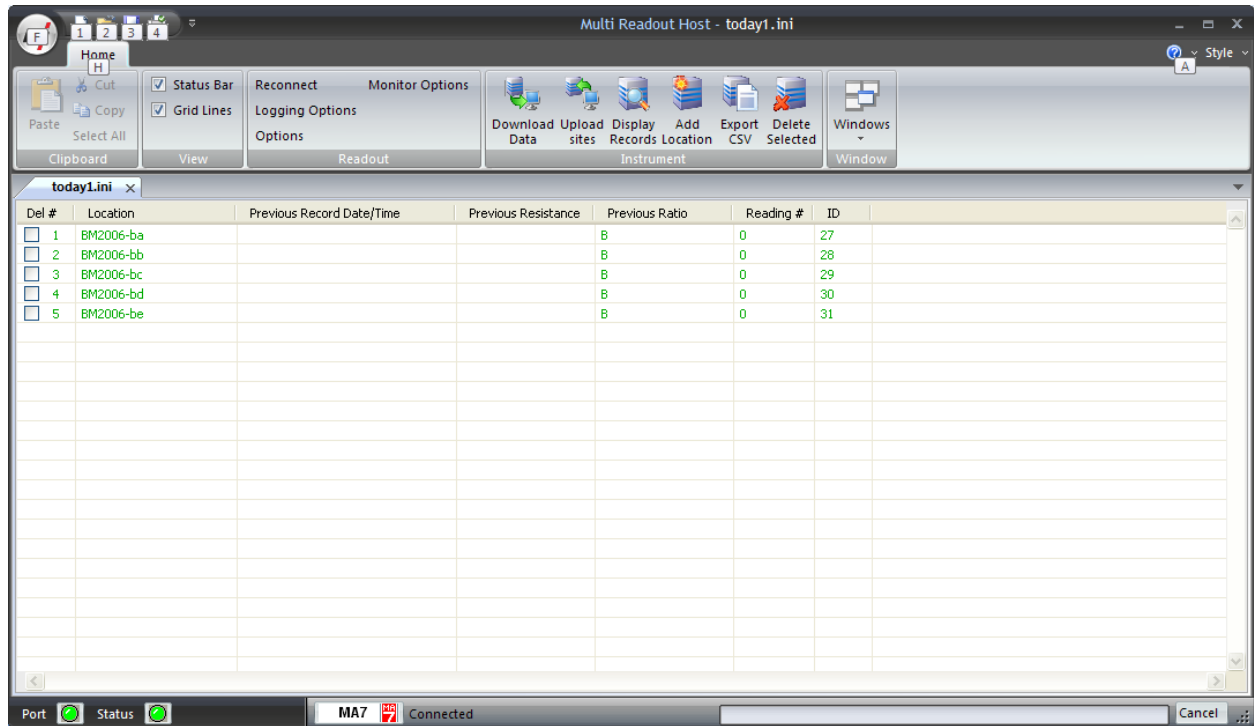 Multi Readout Host - today1.ini
F 1 2 3 4
Home
H
Style
A
Paste
Cut
Copy
Select All
Clipboard
Status Bar
Grid Lines
View
Reconnect Monitor Options
Logging Options
Options
Readout
Download Data
Upload sites
Display Records
Add Location
Export CSV
Delete Selected
Instrument
Windows
Window
today1.ini x
Del # Location Previous Record Date/Time Previous Resistance Previous Ratio Reading # ID
1 BM2006-ba B 0 27
2 BM2006-bb B 0 28
3 BM2006-bc B 0 29
4 BM2006-bd B 0 30
5 BM2006-be B 0 31
Port Status MA7 MA7 Connected Cancel